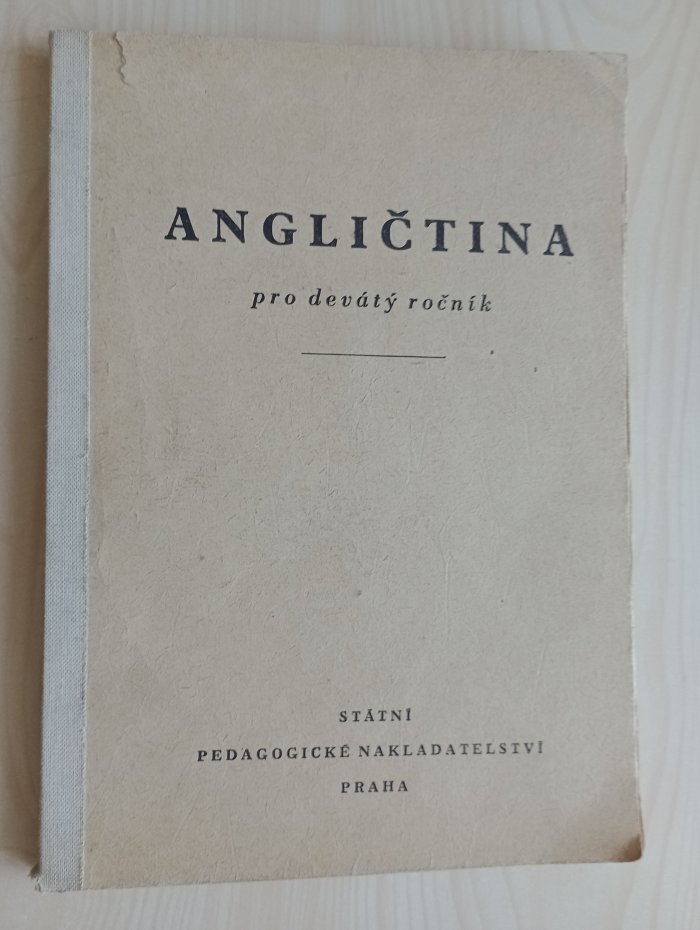 ANGLIČTINA
pro devátý ročník
STÁTNÍ
PEDAGOGICKÉ NAKLADATELSTVÍ
PRAHA